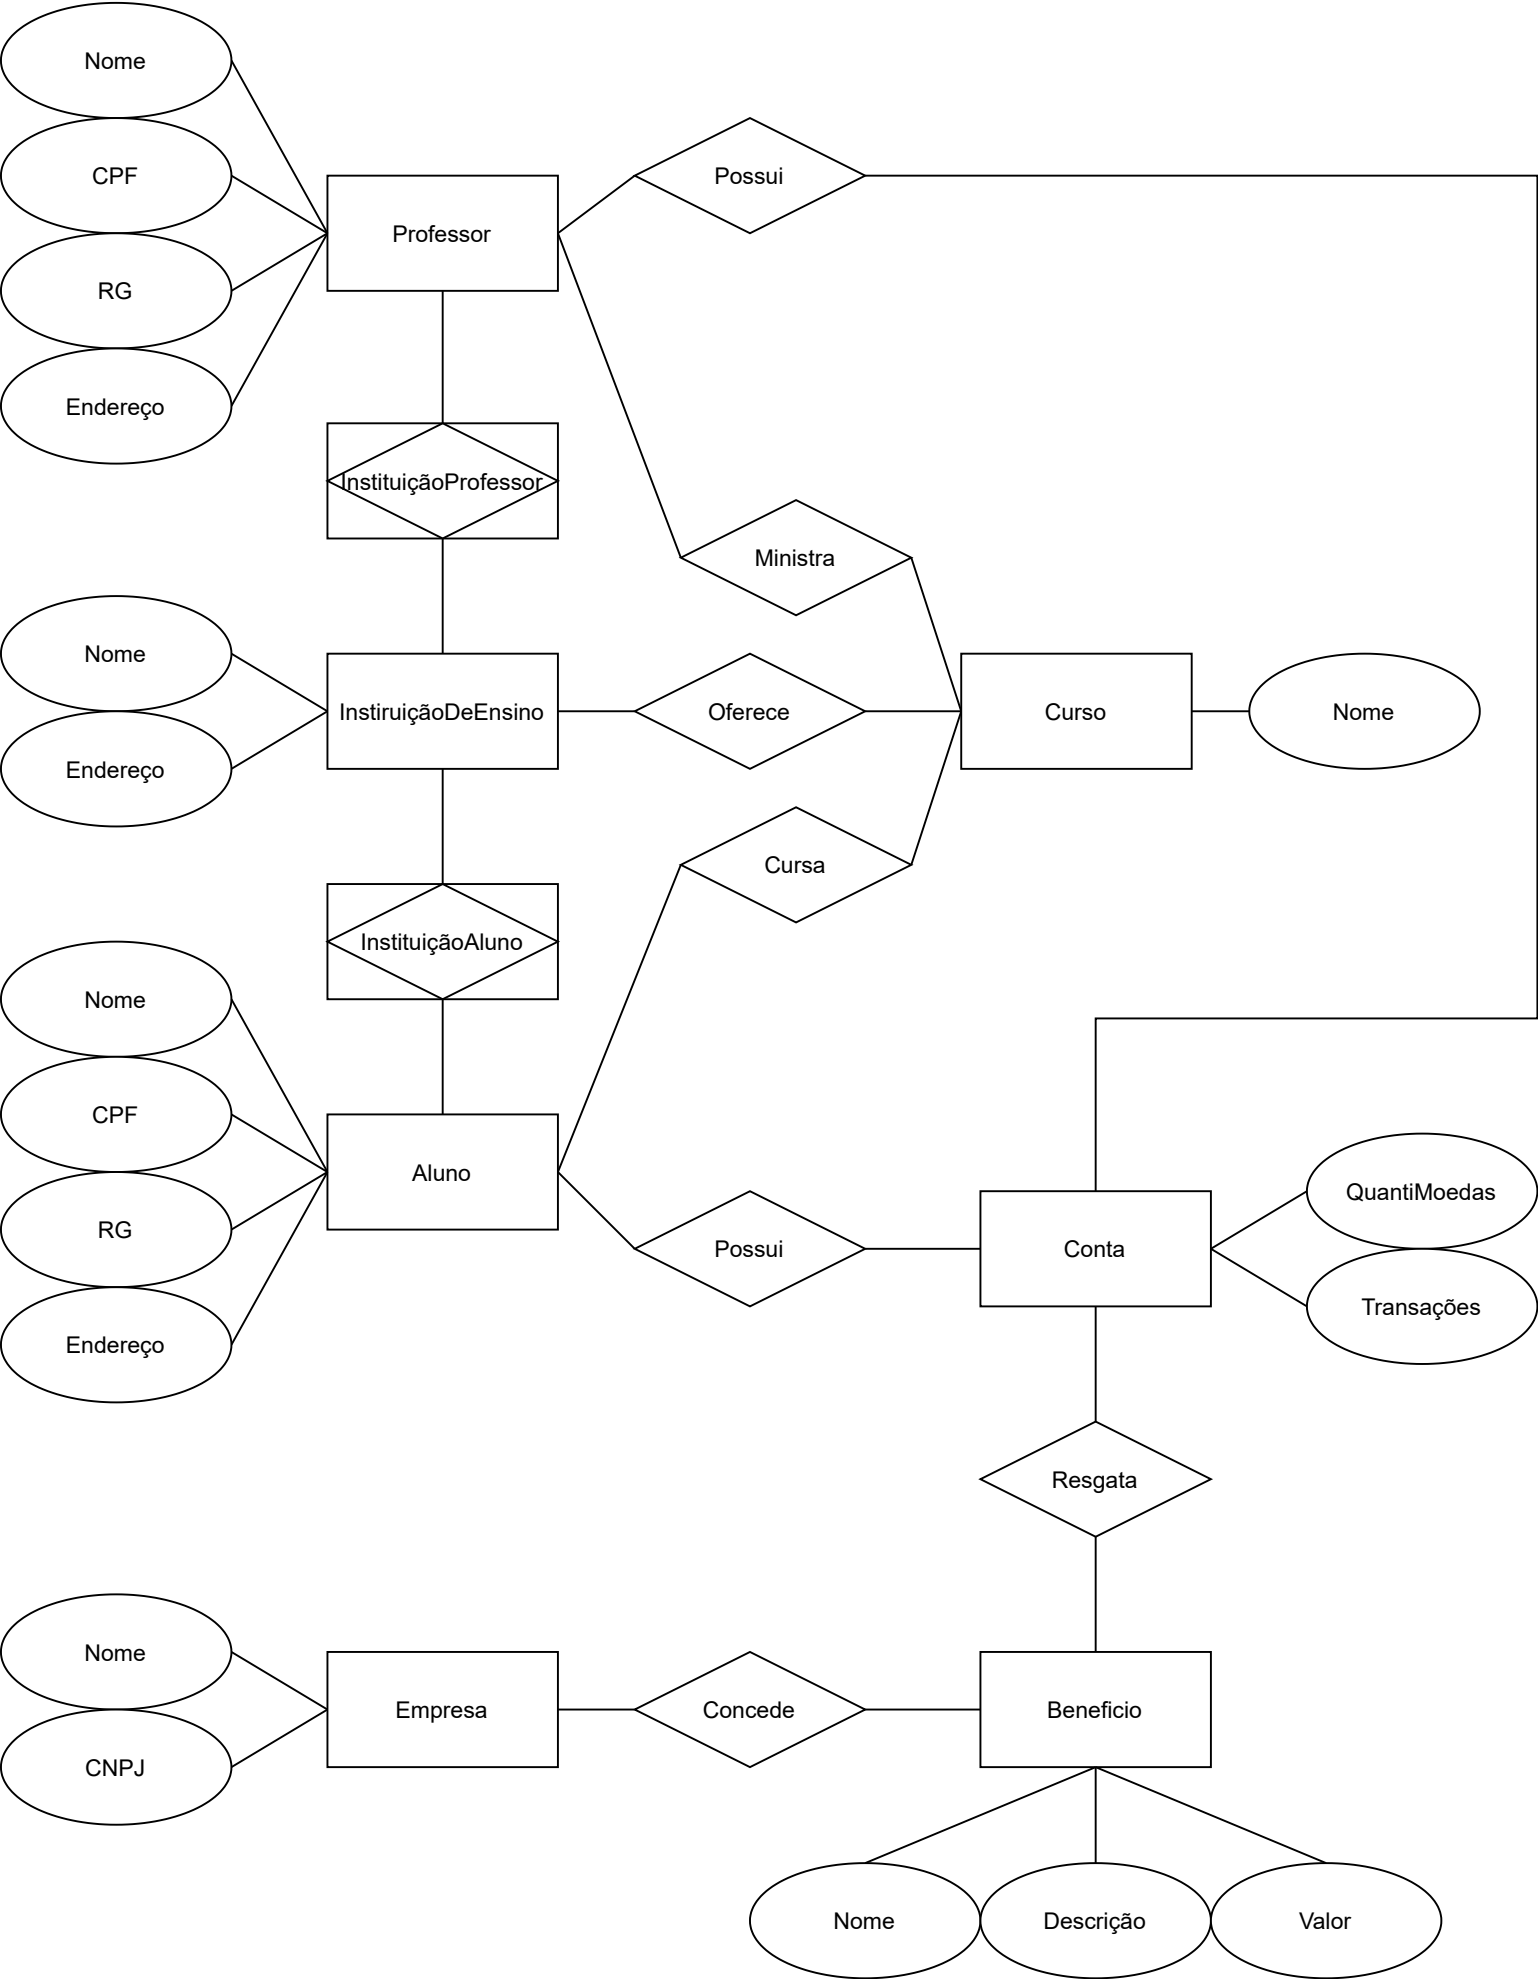 Nome
CPF
Possui
Professor
RG
Endereço
InstituiçãoProfessor
Ministra
Nome
InstiruiçãoDeEnsino
Oferece
Curso
Nome
Endereço
Cursa
InstituiçãoAluno
Nome
CPF
Aluno
QuantiMoedas
RG
Possui
Conta
Transações
Endereço
Resgata
Nome
Empresa
Concede
Beneficio
CNPJ
Nome
Descrição
Valor